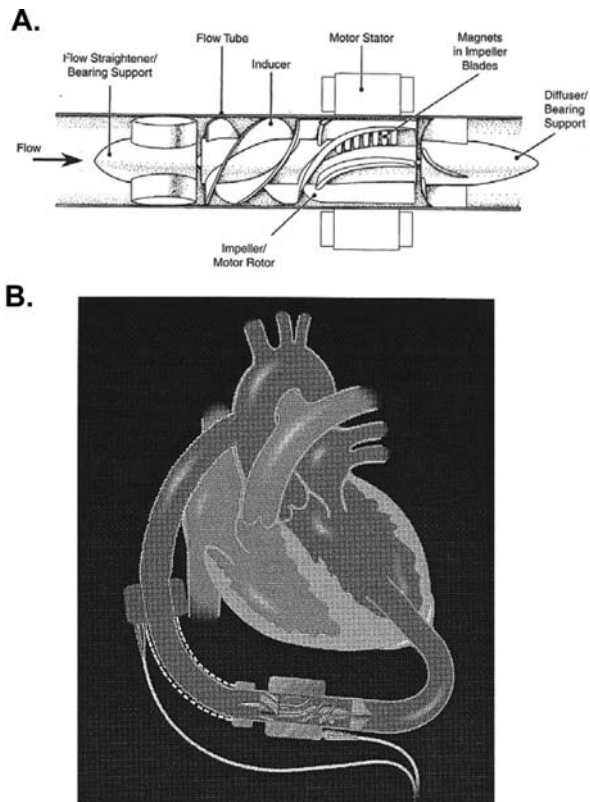 A.
Flow Straightener/
Bearing Support
Flow Tube
Inducer
Motor Stator
Magnets
in Impeller
Blades
Diffuser/
Bearing
Support
Flow
Impeller/
Motor Rotor
B.